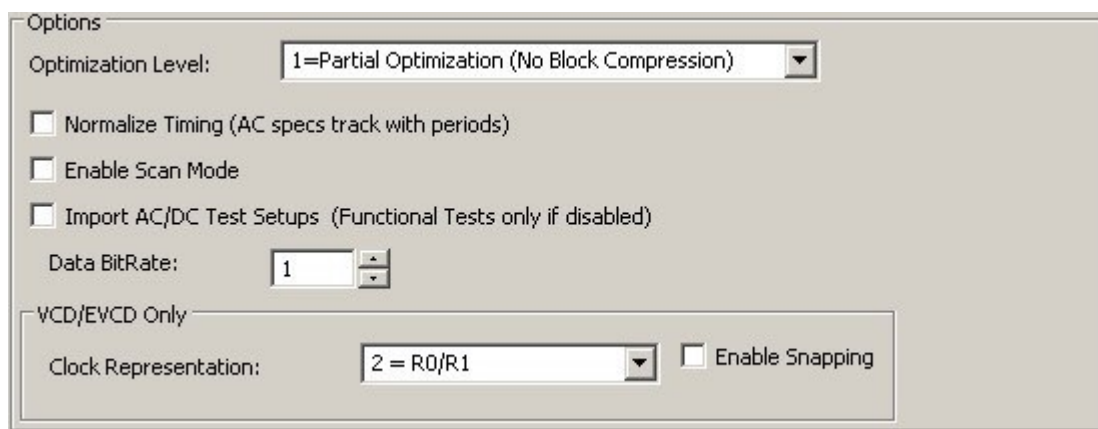 Options
Optimization Level: 1=Partial Optimization (No Block Compression)
Normalize Timing (AC specs track with periods)
Enable Scan Mode
Import AC/DC Test Setups (Functional Tests only if disabled)
Data BitRate: 1
VCD/EVCD Only
Clock Representation: 2 = R0/R1 Enable Snapping